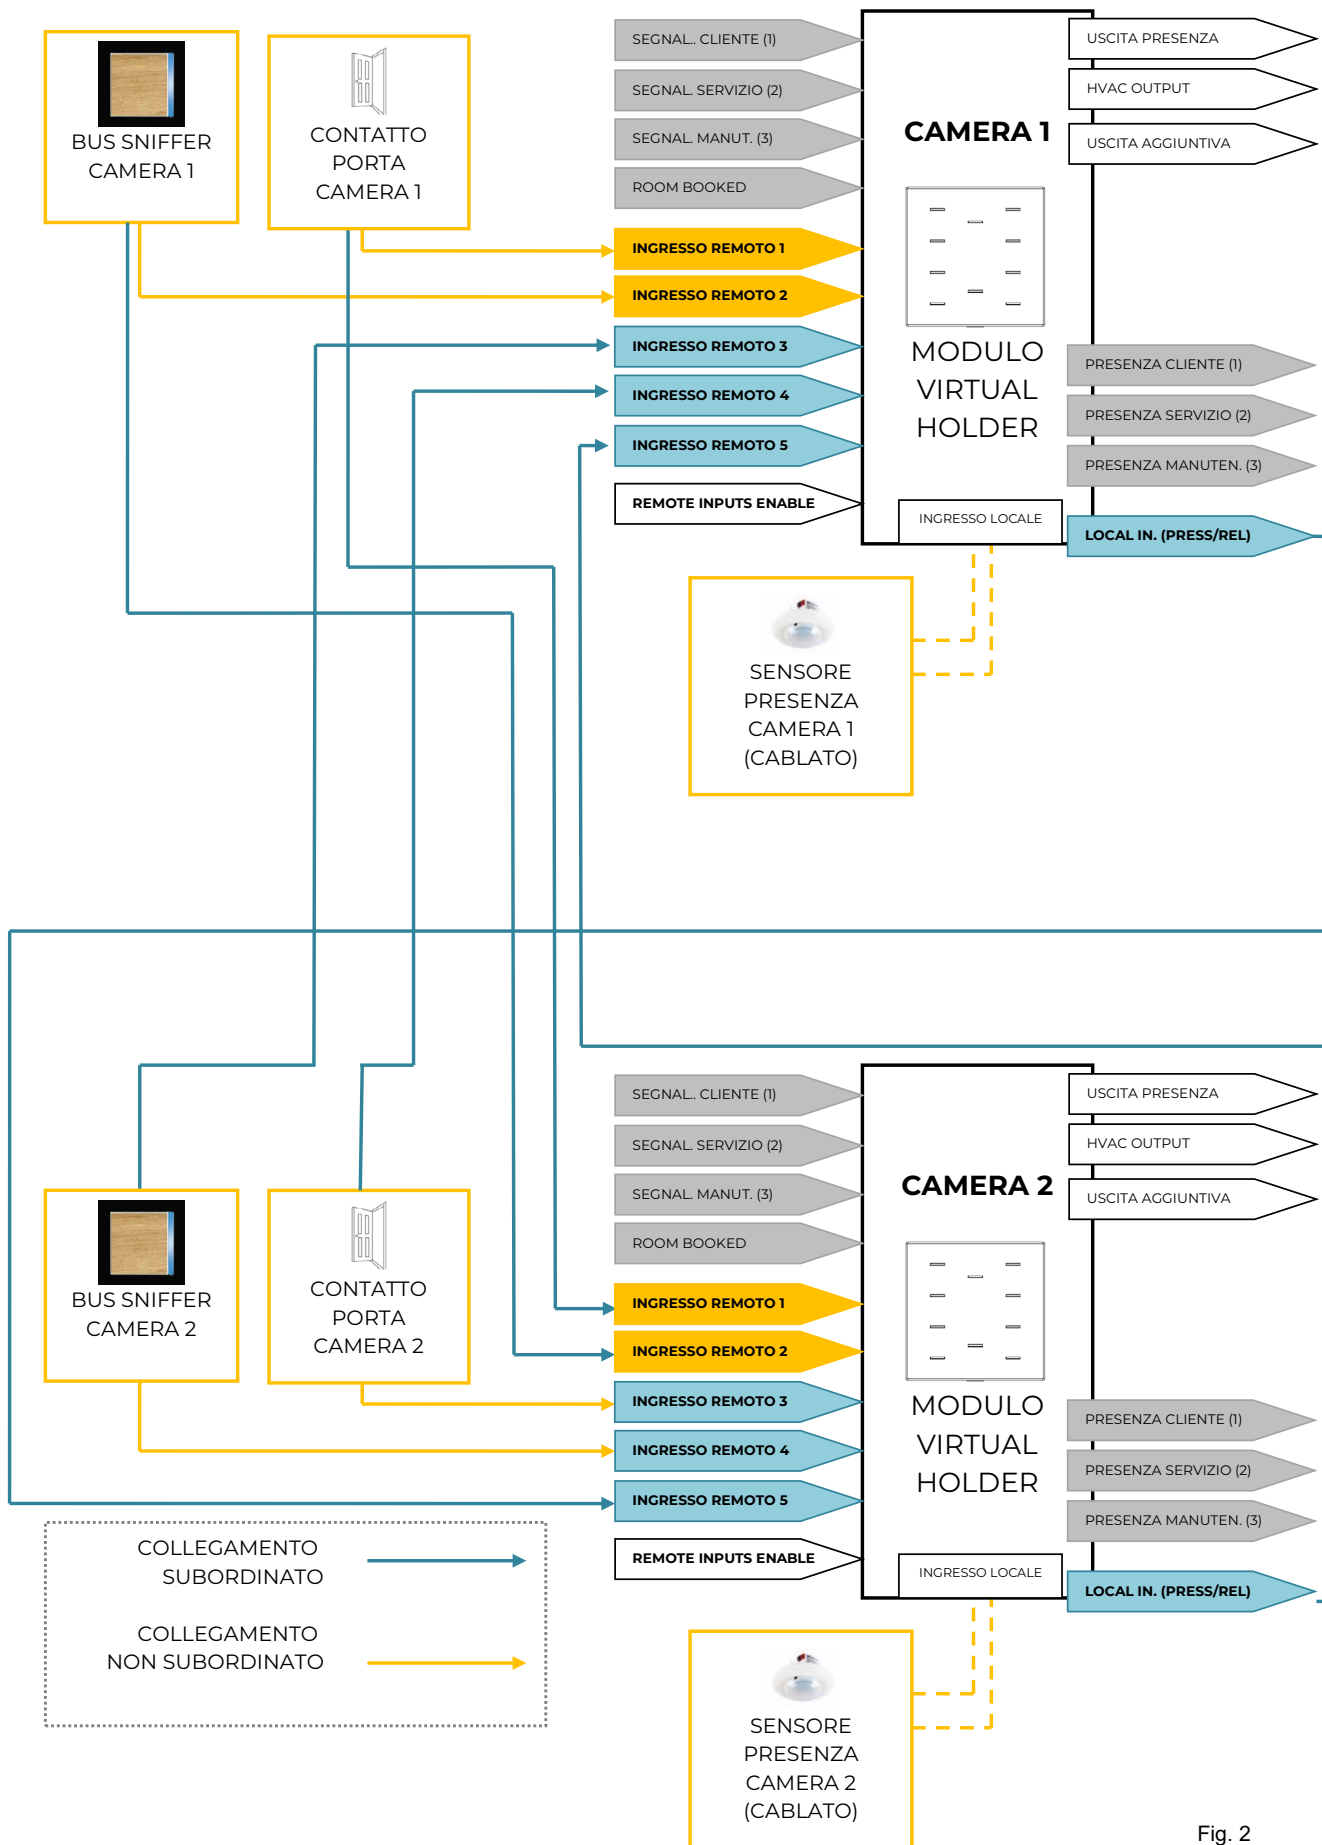 BUS SNIFFER
CAMERA 1
CONTATTO
PORTA
CAMERA 1
SEGNAL.. CLIENTE (1)
SEGNAL. SERVIZIO (2)
SEGNAL. MANUT. (3)
ROOM BOOKED
INGRESSO REMOTO 1
INGRESSO REMOTO 2
INGRESSO REMOTO 3
INGRESSO REMOTO 4
INGRESSO REMOTO 5
REMOTE INPUTS ENABLE
CAMERA 1
MODULO
VIRTUAL
HOLDER
INGRESSO LOCALE
USCITA PRESENZA
HVAC OUTPUT
USCITA AGGIUNTIVA
PRESENZA CLIENTE (1)
PRESENZA SERVIZIO (2)
PRESENZA MANUTEN. (3)
LOCAL IN. (PRESS/REL)
SENSORE
PRESENZA
CAMERA 1
(CABLATO)
BUS SNIFFER
CAMERA 2
CONTATTO
PORTA
CAMERA 2
SEGNAL.. CLIENTE (1)
SEGNAL. SERVIZIO (2)
SEGNAL. MANUT. (3)
ROOM BOOKED
INGRESSO REMOTO 1
INGRESSO REMOTO 2
INGRESSO REMOTO 3
INGRESSO REMOTO 4
INGRESSO REMOTO 5
REMOTE INPUTS ENABLE
CAMERA 2
MODULO
VIRTUAL
HOLDER
INGRESSO LOCALE
USCITA PRESENZA
HVAC OUTPUT
USCITA AGGIUNTIVA
PRESENZA CLIENTE (1)
PRESENZA SERVIZIO (2)
PRESENZA MANUTEN. (3)
LOCAL IN. (PRESS/REL)
COLLEGAMENTO
SUBORDINATO
COLLEGAMENTO
NON SUBORDINATO
SENSORE
PRESENZA
CAMERA 2
(CABLATO)
Fig. 2